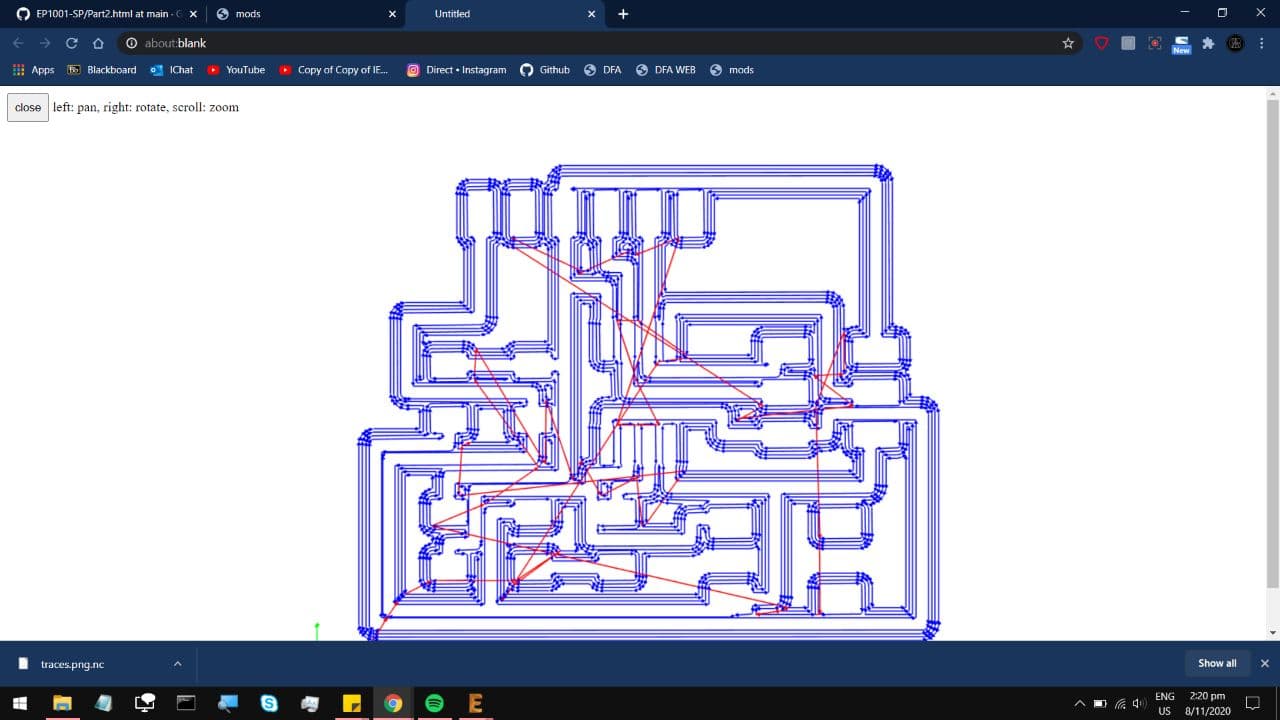 EP1001-SP/Part2.html at main · G
mods
Untitled
about:blank
New
Apps
Blackboard
IChat
YouTube
Copy of Copy of IE...
Direct • Instagram
Github
DFA
DFA WEB
mods
close left: pan, right: rotate, scroll: zoom
traces.png.nc
Show all
ENG
US
2:20 pm
8/11/2020